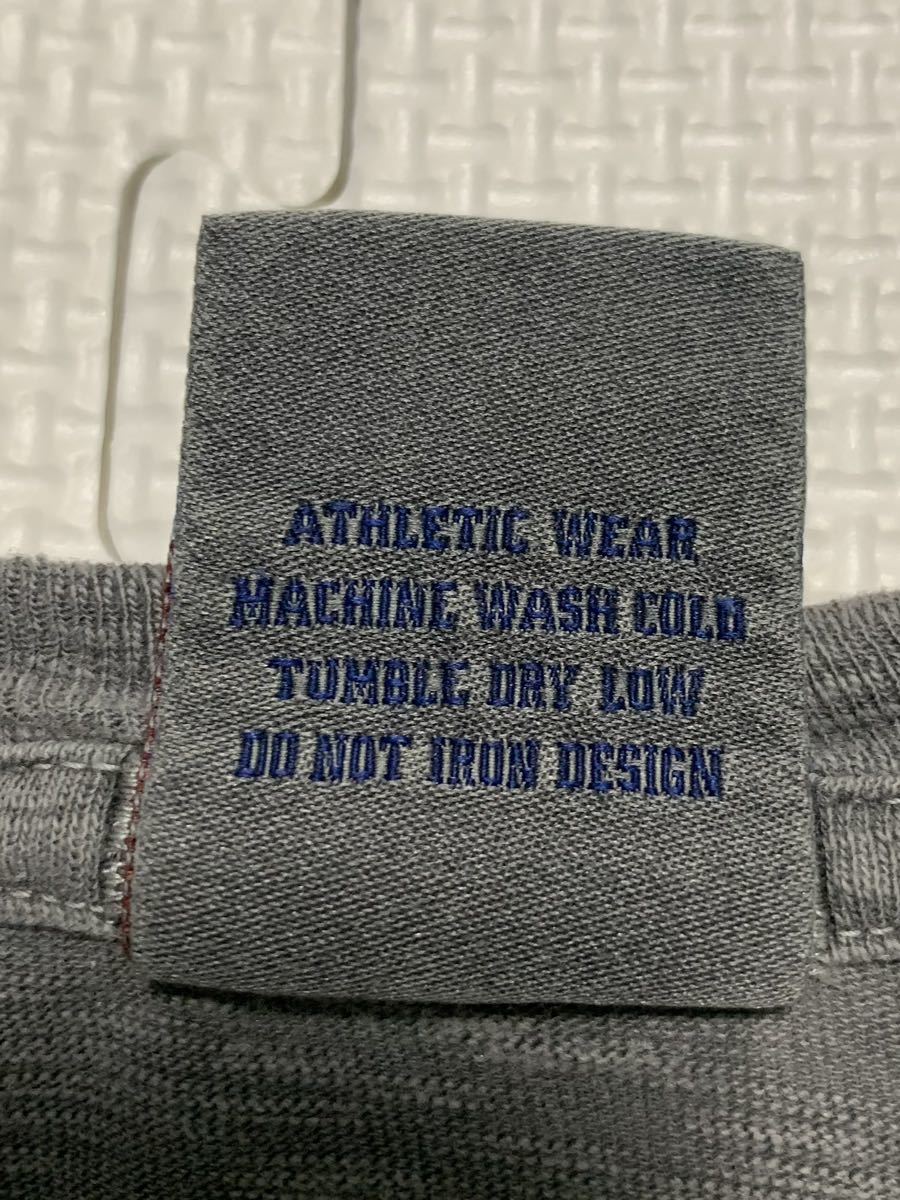 ATHLETIC WEAR
MACHINE WASH COLD
TUMBLE DRY LOW
DO NOT IRON DESIGN